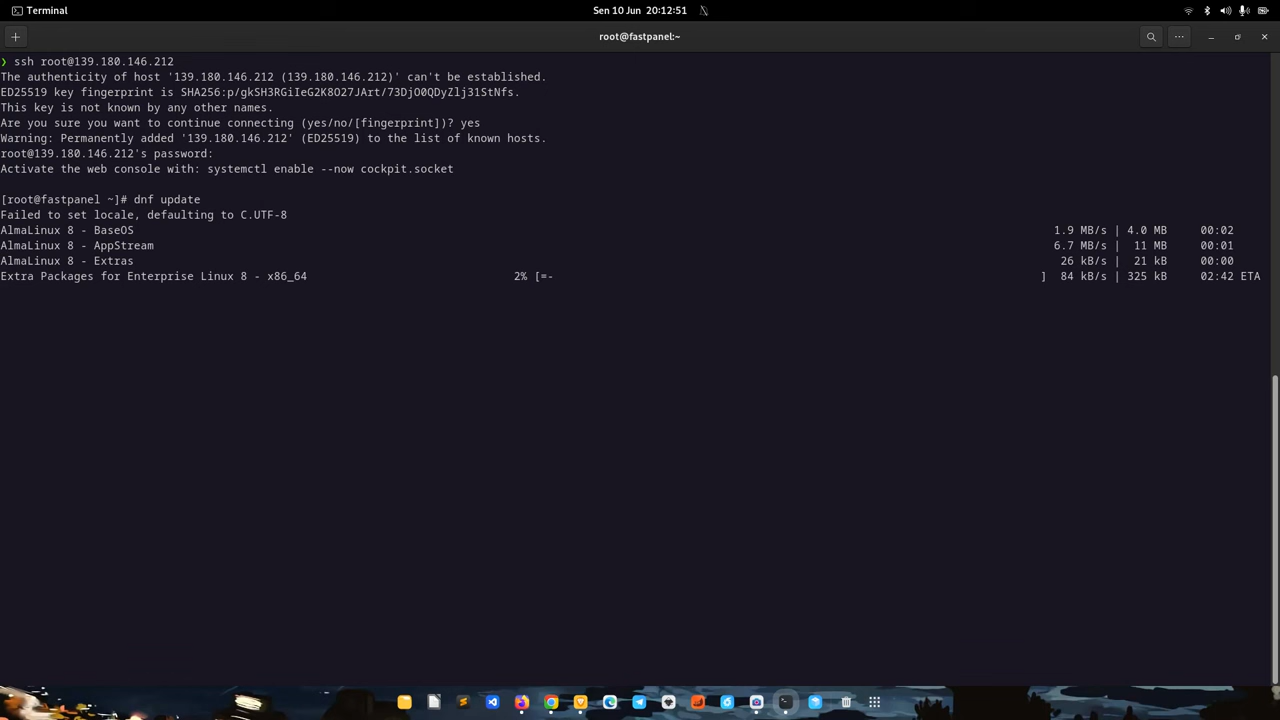 Terminal
Sen 10 Jun 20:12:51
root@fastpanel:~
❯ ssh root@139.180.146.212
The authenticity of host '139.180.146.212 (139.180.146.212)' can't be established.
ED25519 key fingerprint is SHA256:p/gkSH3RGiIeG2K8O27JArt/73DjO0QDyZlj31StNfs.
This key is not known by any other names.
Are you sure you want to continue connecting (yes/no/[fingerprint])? yes
Warning: Permanently added '139.180.146.212' (ED25519) to the list of known hosts.
root@139.180.146.212's password:
Activate the web console with: systemctl enable --now cockpit.socket
[root@fastpanel ~]# dnf update
Failed to set locale, defaulting to C.UTF-8
AlmaLinux 8 - BaseOS 1.9 MB/s | 4.0 MB 00:02
AlmaLinux 8 - AppStream 6.7 MB/s | 11 MB 00:01
AlmaLinux 8 - Extras 26 kB/s | 21 kB 00:00
Extra Packages for Enterprise Linux 8 - x86_64 2% [=- ] 84 kB/s | 325 kB 02:42 ETA